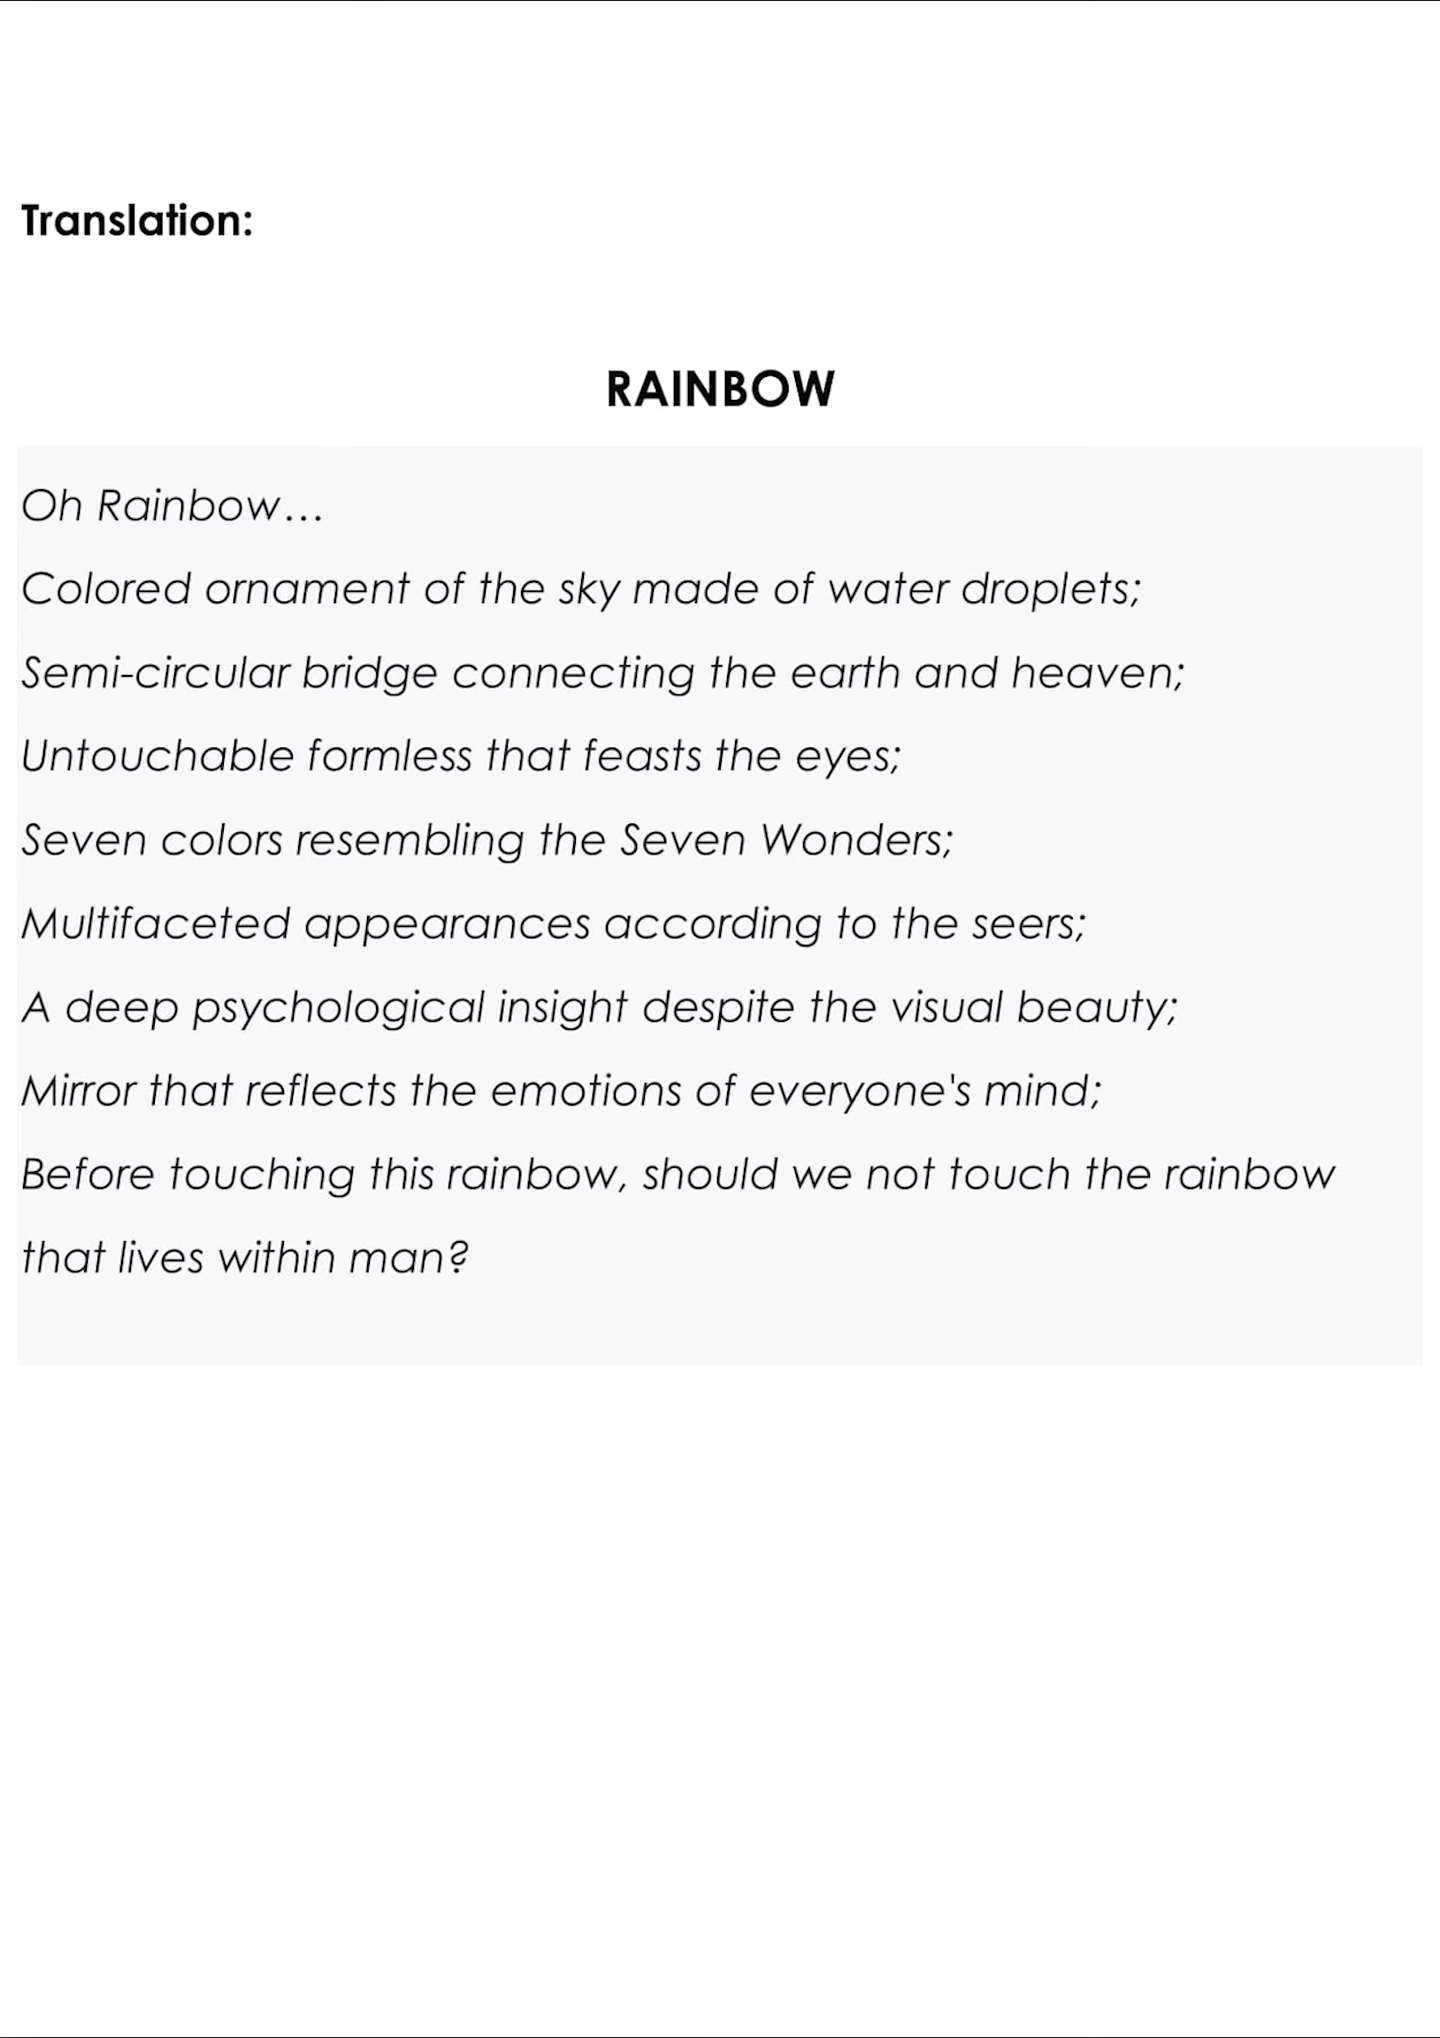 Translation:
RAINBOW
Oh Rainbow…
Colored ornament of the sky made of water droplets;
Semi-circular bridge connecting the earth and heaven;
Untouchable formless that feasts the eyes;
Seven colors resembling the Seven Wonders;
Multifaceted appearances according to the seers;
A deep psychological insight despite the visual beauty;
Mirror that reflects the emotions of everyone's mind;
Before touching this rainbow, should we not touch the rainbow
that lives within man?